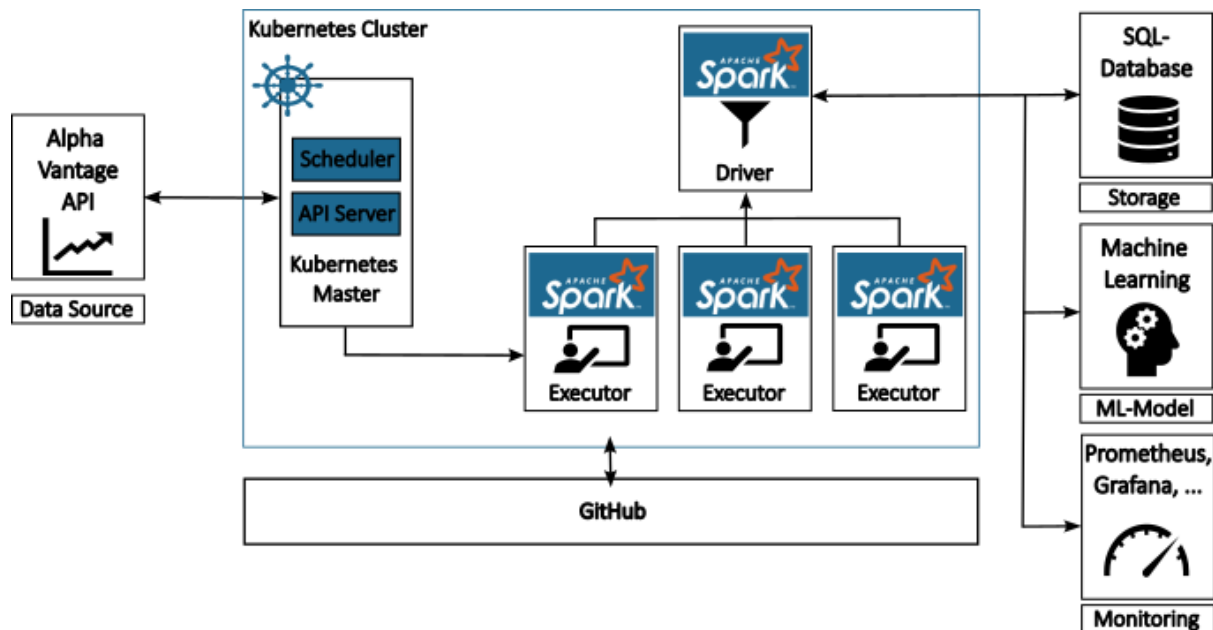 Kubernetes Cluster
Alpha
Vantage
API
Data Source
Scheduler
API Server
Kubernetes
Master
APACHE
Spark
Driver
APACHE
Spark
Executor
APACHE
Spark
Executor
APACHE
Spark
Executor
GitHub
SQL-
Database
Storage
Machine
Learning
ML-Model
Prometheus,
Grafana, ...
Monitoring